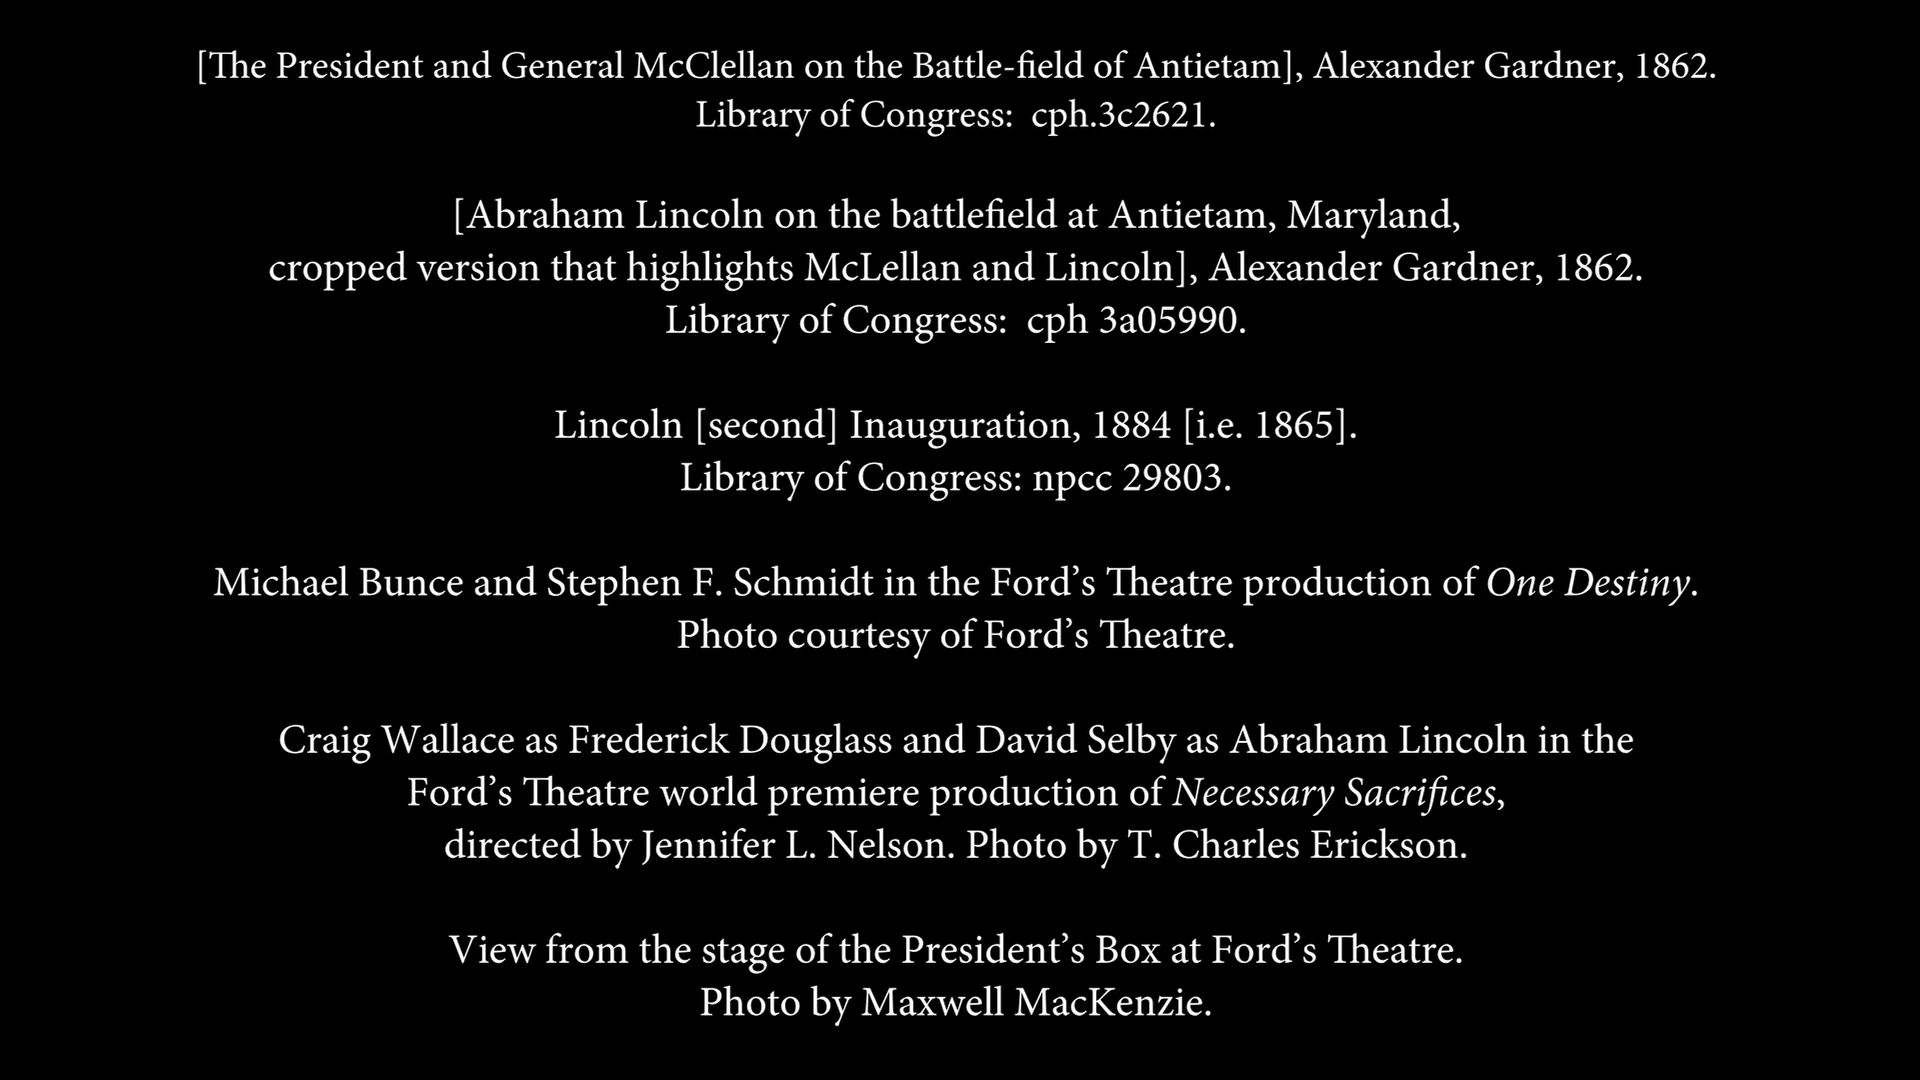 [The President and General McClellan on the Battle-field of Antietam], Alexander Gardner, 1862.
Library of Congress:  cph.3c2621.
[Abraham Lincoln on the battlefield at Antietam, Maryland,
cropped version that highlights McLellan and Lincoln], Alexander Gardner, 1862.
Library of Congress:  cph 3a05990.
Lincoln [second] Inauguration, 1884 [i.e. 1865].
Library of Congress: npcc 29803.
Michael Bunce and Stephen F. Schmidt in the Ford’s Theatre production of One Destiny.
Photo courtesy of Ford’s Theatre.
Craig Wallace as Frederick Douglass and David Selby as Abraham Lincoln in the
Ford’s Theatre world premiere production of Necessary Sacrifices,
directed by Jennifer L. Nelson. Photo by T. Charles Erickson.
View from the stage of the President’s Box at Ford’s Theatre.
Photo by Maxwell MacKenzie.